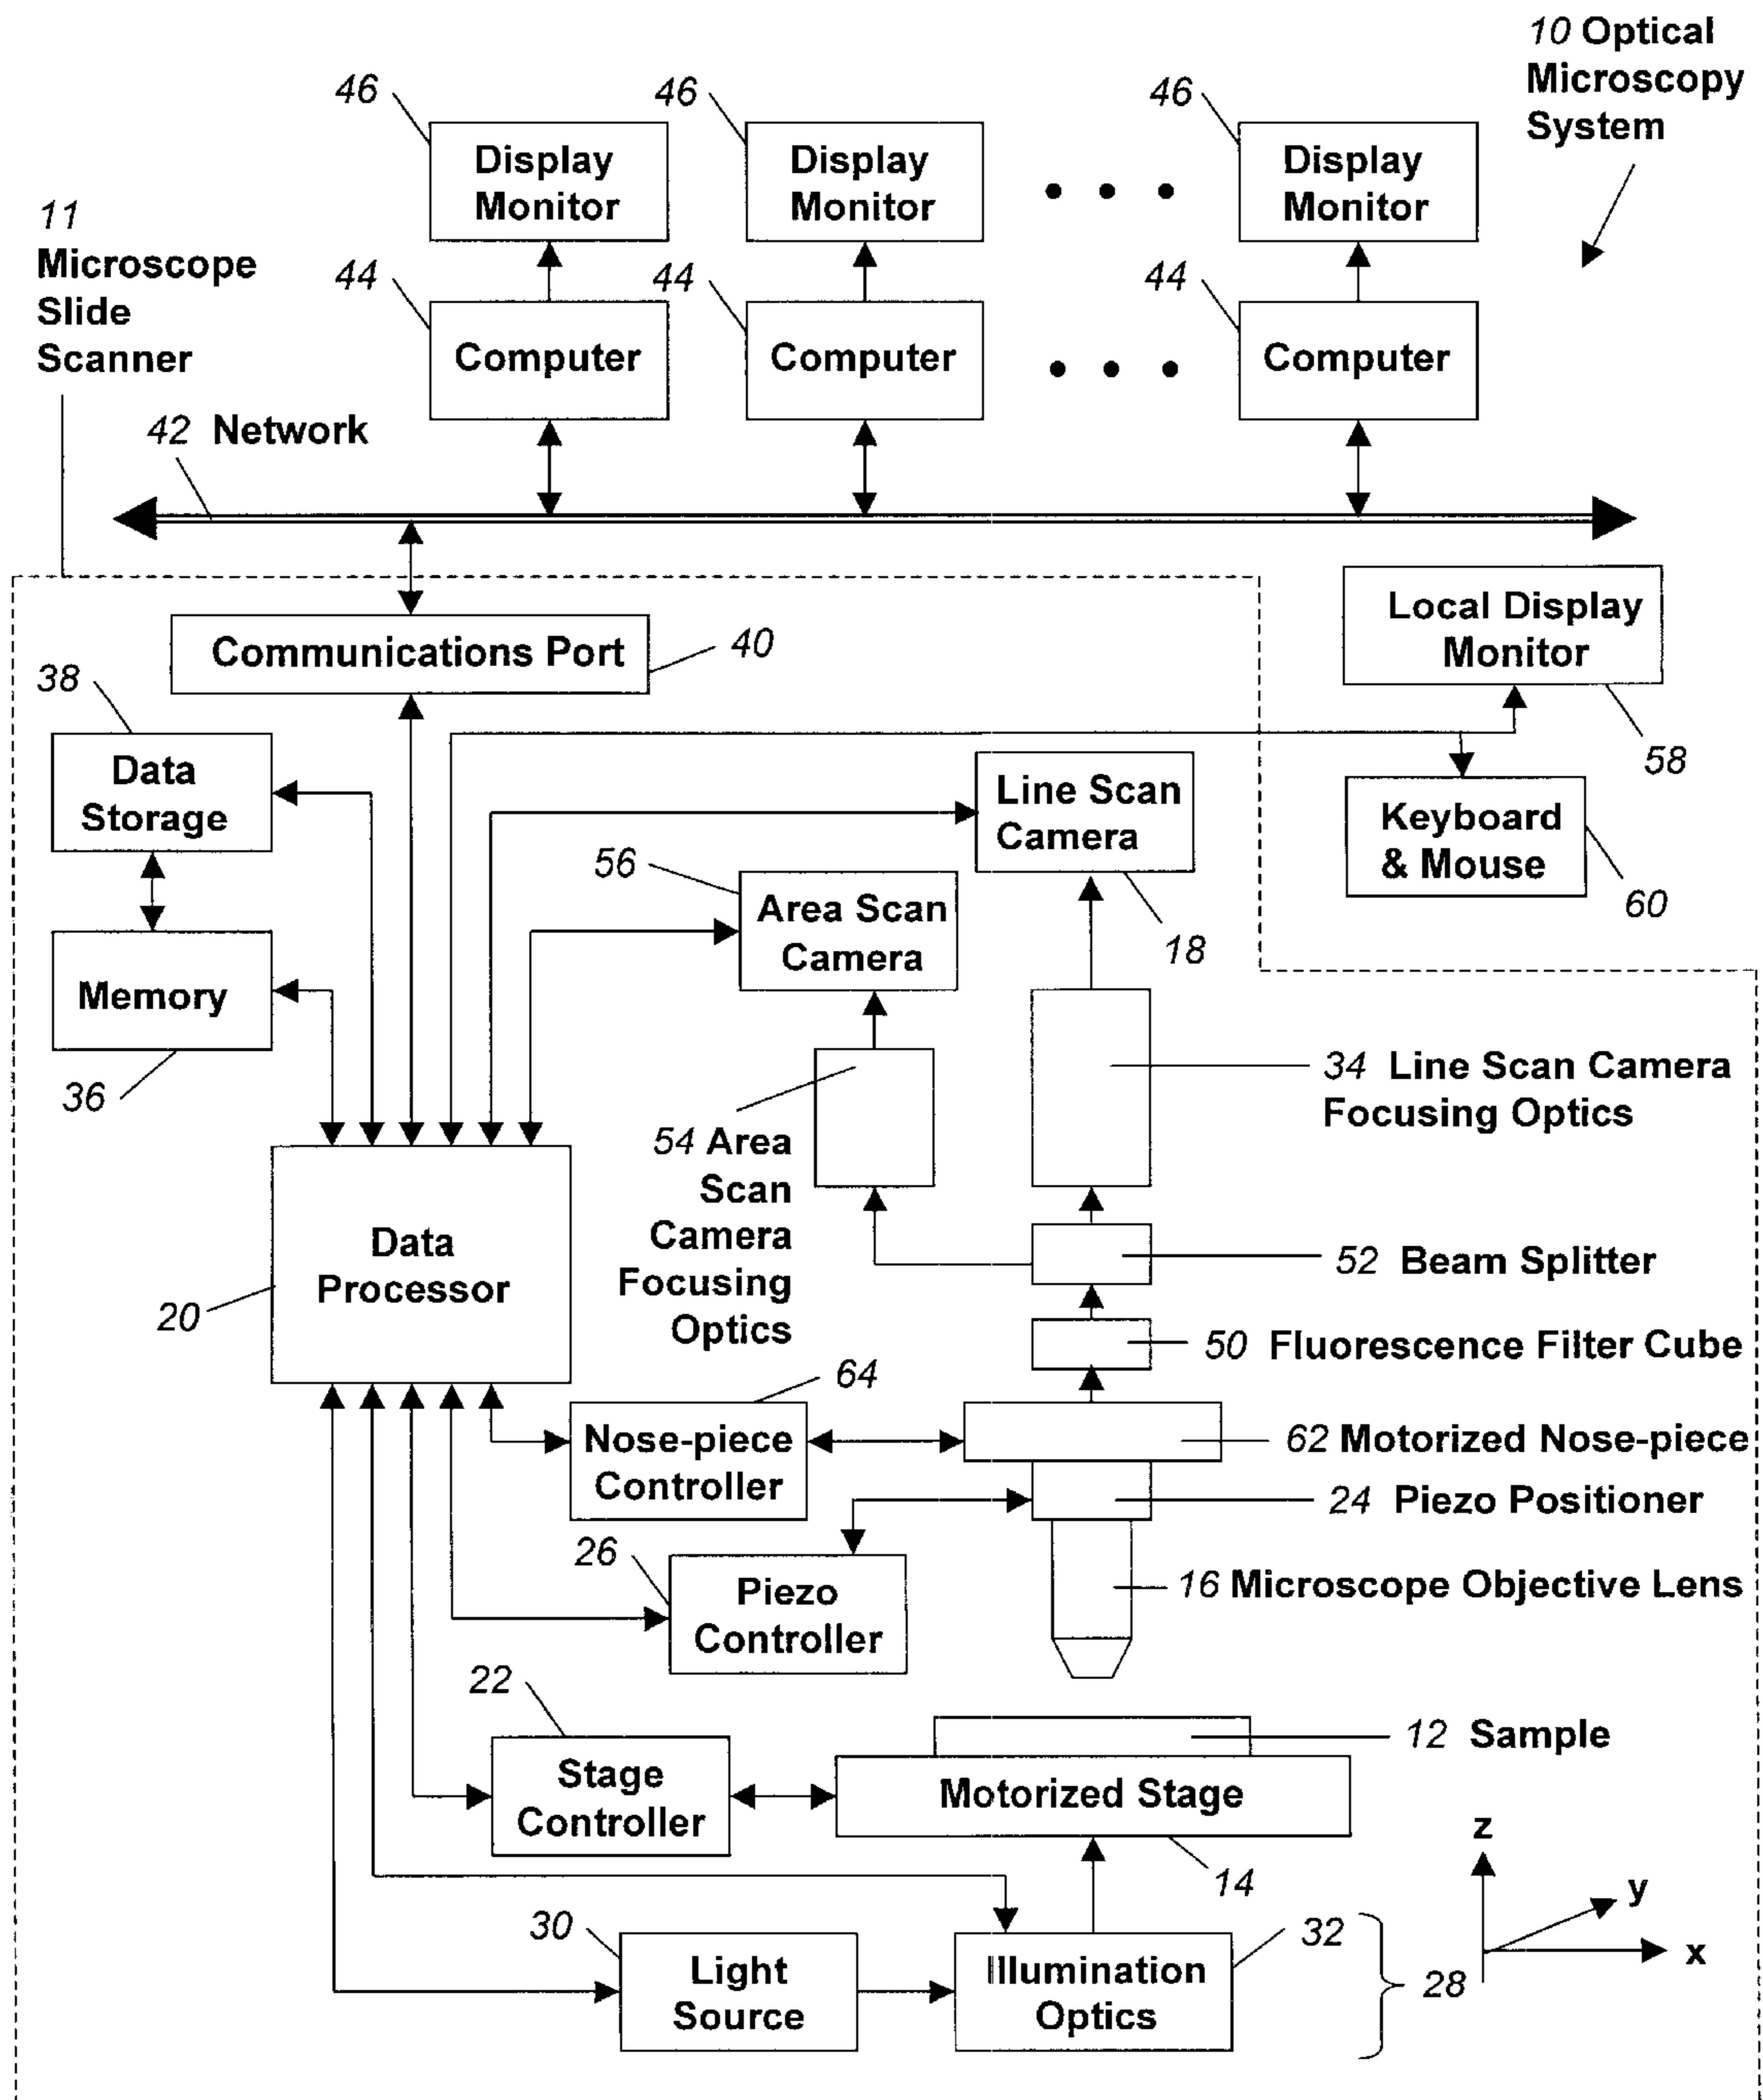 10 Optical
Microscopy
System
46
46
46
Display
Monitor
Display
Monitor
Display
Monitor
11
Microscope
Slide
Scanner
44
44
44
Computer
Computer
Computer
42 Network
Communications Port
40
Local Display
Monitor
58
38
Data
Storage
Line Scan
Camera
18
Keyboard
& Mouse
60
56
Area Scan
Camera
Memory
36
34 Line Scan Camera
Focusing Optics
54 Area
Scan
Camera
Focusing
Optics
Data
Processor
20
52 Beam Splitter
50 Fluorescence Filter Cube
64
Nose-piece
Controller
62 Motorized Nose-piece
24 Piezo Positioner
26
Piezo
Controller
16 Microscope Objective Lens
22
Stage
Controller
12 Sample
Motorized Stage
14
z
y
x
30
Light
Source
Illumination
Optics
32
28